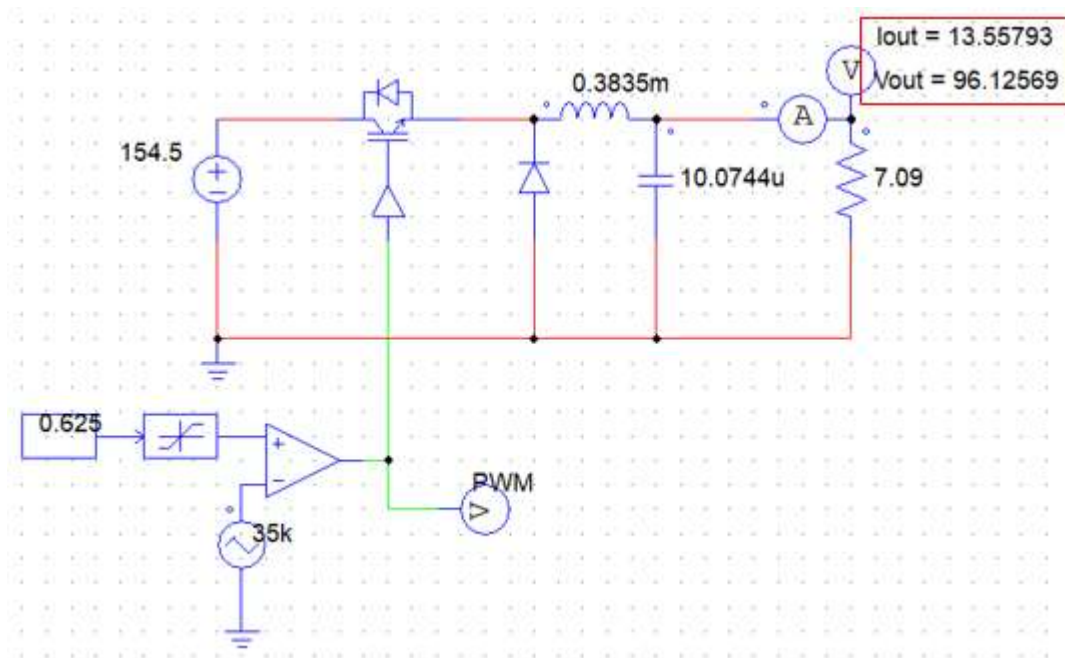 Iout = 13.55793
Vout = 96.12569
0.3835m
V
A
154.5
10.0744u
7.09
0.625
PWM
V
35k